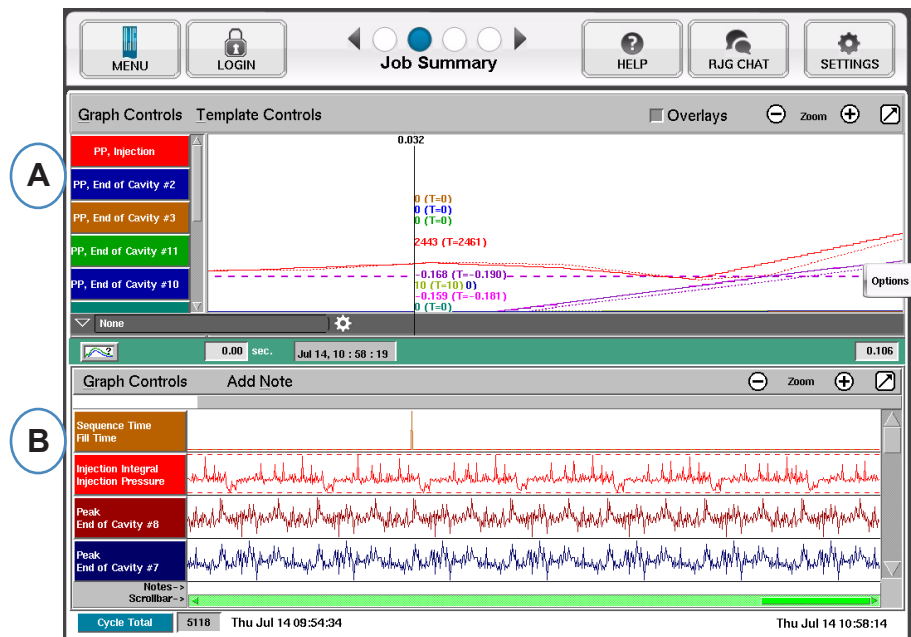 MENU
LOGIN
Job Summary
HELP
RJG CHAT
SETTINGS
A
Graph Controls Template Controls
Overlays
Zoom
PP, Injection
PP, End of Cavity #2
PP, End of Cavity #3
PP, End of Cavity #11
PP, End of Cavity #10
0.032
0 (T=0)
0 (T=0)
0 (T=0)
2443 (T=2461)
-0.168 (T=-0.190)
10 (T=10)0)
-0.159 (T=-0.181)
0 (T=0)
Options
None
0.00 sec.
Jul 14, 10 : 58 : 19
0.106
Graph Controls Add Note
Zoom
B
Sequence Time
Fill Time
Injection Integral
Injection Pressure
Peak
End of Cavity #8
Peak
End of Cavity #7
Notes->
Scrollbar->
Cycle Total 5118 Thu Jul 14 09:54:34 Thu Jul 14 10:58:14